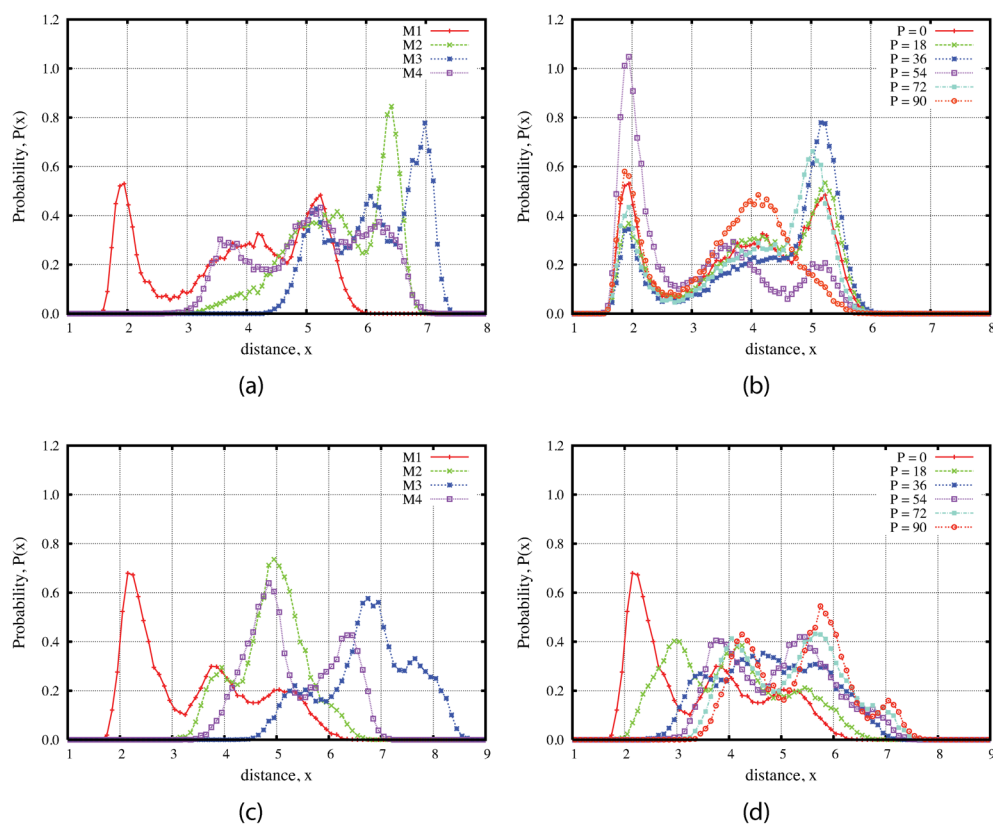 1.2
1.0
0.8
0.6
0.4
0.2
0.0
Probability, P(x)
M1
M2
M3
M4
1 2 3 4 5 6 7 8
distance, x
(a)
1.2
1.0
0.8
0.6
0.4
0.2
0.0
Probability, P(x)
P = 0
P = 18
P = 36
P = 54
P = 72
P = 90
1 2 3 4 5 6 7 8
distance, x
(b)
1.2
1.0
0.8
0.6
0.4
0.2
0.0
Probability, P(x)
M1
M2
M3
M4
1 2 3 4 5 6 7 8 9
distance, x
(c)
1.2
1.0
0.8
0.6
0.4
0.2
0.0
Probability, P(x)
P = 0
P = 18
P = 36
P = 54
P = 72
P = 90
1 2 3 4 5 6 7 8 9
distance, x
(d)